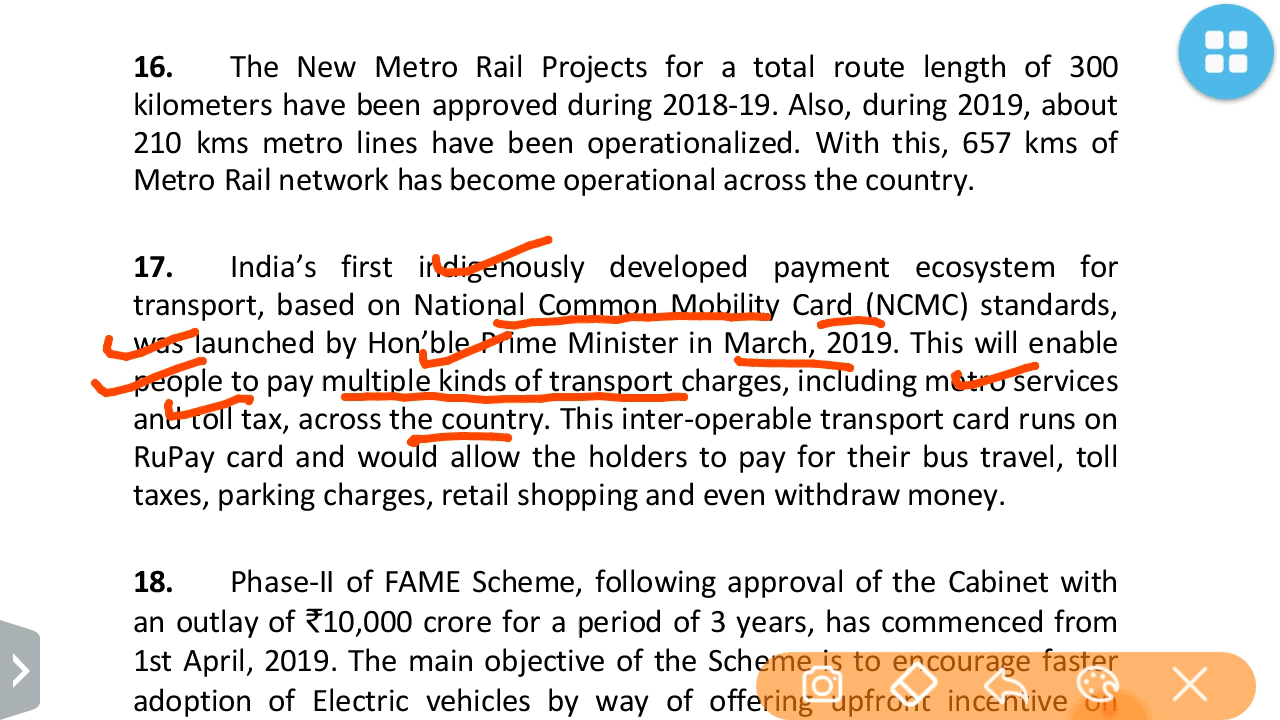 16. The New Metro Rail Projects for a total route length of 300
kilometers have been approved during 2018-19. Also, during 2019, about
210 kms metro lines have been operationalized. With this, 657 kms of
Metro Rail network has become operational across the country.
17. India’s first indigenously developed payment ecosystem for
transport, based on National Common Mobility Card (NCMC) standards,
was launched by Hon’ble Prime Minister in March, 2019. This will enable
people to pay multiple kinds of transport charges, including metro services
and toll tax, across the country. This inter-operable transport card runs on
RuPay card and would allow the holders to pay for their bus travel, toll
taxes, parking charges, retail shopping and even withdraw money.
18. Phase-II of FAME Scheme, following approval of the Cabinet with
an outlay of ₹10,000 crore for a period of 3 years, has commenced from
1st April, 2019. The main objective of the Scheme is to encourage faster
adoption of Electric vehicles by way of offering upfront incentive on